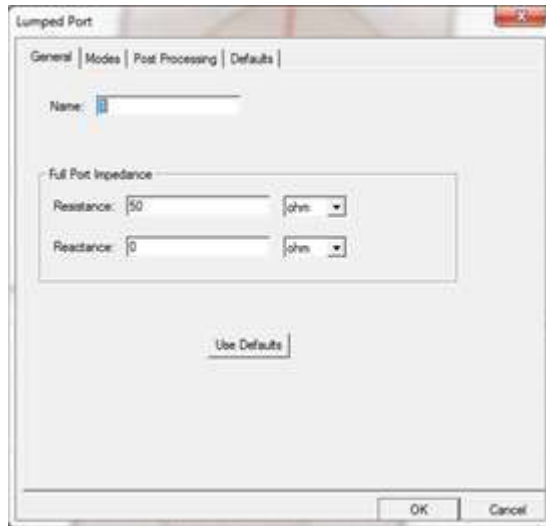 Lumped Port
General Modes Post Processing Defaults
Name:
Full Port Impedance
Resistance: 50 ohm
Reactance: 0 ohm
Use Defaults
OK Cancel